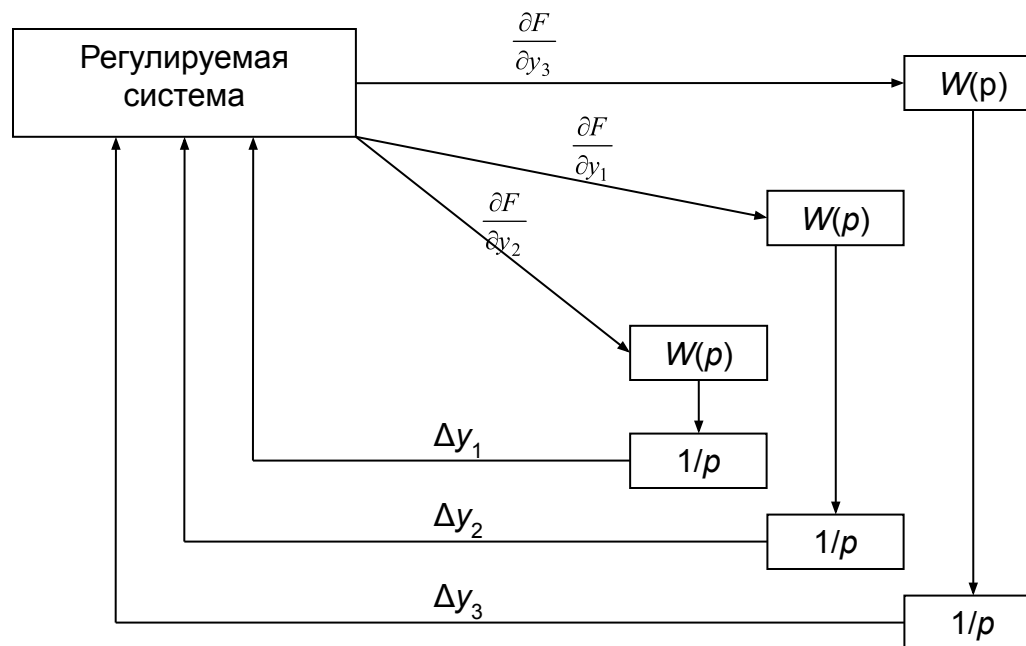 Регулируемая
система
∂F/∂y₃
W(p)
∂F/∂y₁
W(p)
∂F/∂y₂
W(p)
Δy₁
1/p
Δy₂
1/p
Δy₃
1/p